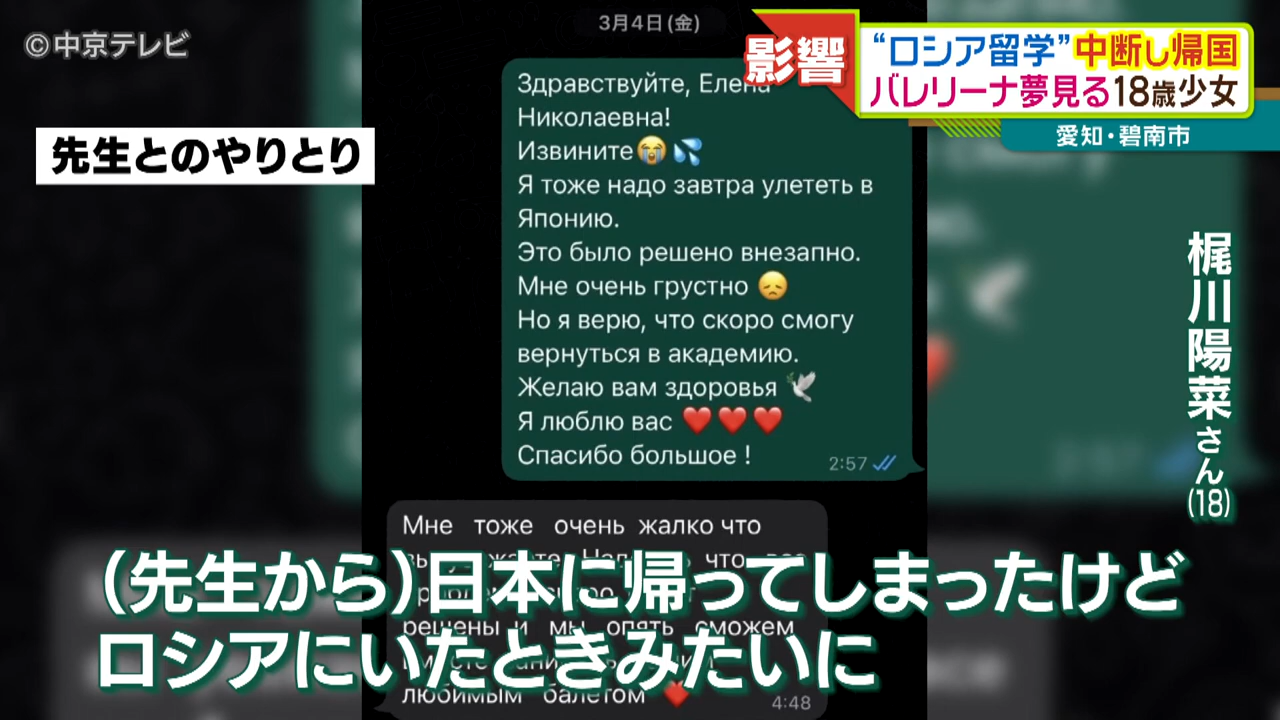 ©中京テレビ
影響
“ロシア留学”中断し帰国
バレリーナ夢見る18歳少女
愛知・碧南市
先生とのやりとり
3月4日(金)
Здравствуйте, Елена
Николаевна!
Извините😭💦
Я тоже надо завтра улететь в
Японию.
Это было решено внезапно.
Мне очень грустно 😞
Но я верю, что скоро смогу
вернуться в академию.
Желаю вам здоровья 🕊
Я люблю вас ❤️❤️❤️
Спасибо большое !
2:57
梶川陽菜さん(18)
Мне тоже очень жалко что
что
решены и мы опять сможем
любимым балетом ❤️
4:48
(先生から)日本に帰ってしまったけど
ロシアにいたときみたいに